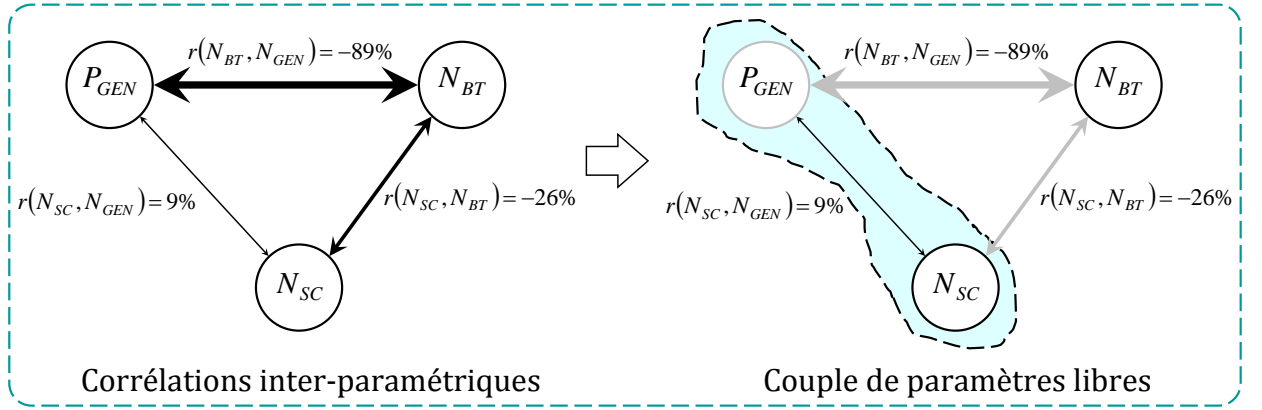 r(N_BT, N_GEN) = −89%
P_GEN
N_BT
r(N_SC, N_GEN) = 9%
r(N_SC, N_BT) = −26%
N_SC
Corrélations inter-paramétriques
r(N_BT, N_GEN) = −89%
P_GEN
N_BT
r(N_SC, N_GEN) = 9%
r(N_SC, N_BT) = −26%
N_SC
Couple de paramètres libres